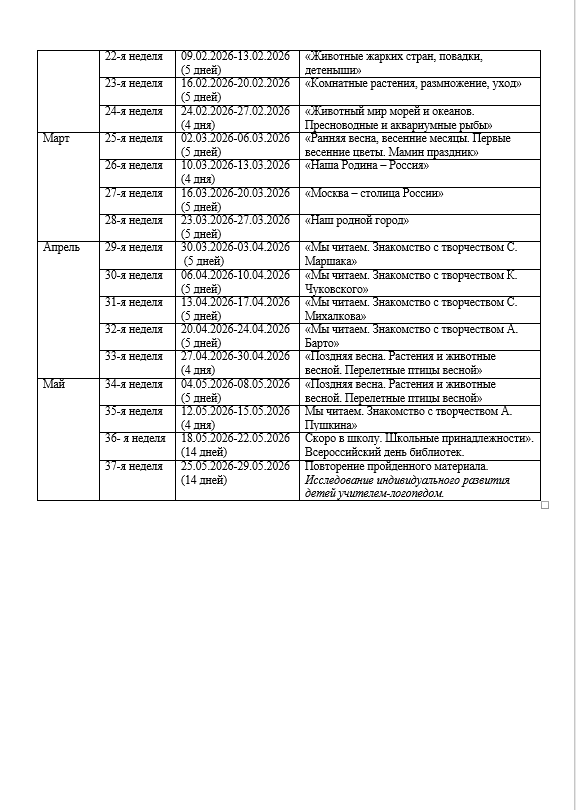 22-я неделя 09.02.2026-13.02.2026 «Животные жарких стран, повадки,
(5 дней) детеныши»
23-я неделя 16.02.2026-20.02.2026 «Комнатные растения, размножение, уход»
(5 дней)
24-я неделя 24.02.2026-27.02.2026 «Животный мир морей и океанов.
(4 дня) Пресноводные и аквариумные рыбы»
Март 25-я неделя 02.03.2026-06.03.2026 «Ранняя весна, весенние месяцы. Первые
(5 дней) весенние цветы. Мамин праздник»
26-я неделя 10.03.2026-13.03.2026 «Наша Родина – Россия»
(4 дня)
27-я неделя 16.03.2026-20.03.2026 «Москва – столица России»
(5 дней)
28-я неделя 23.03.2026-27.03.2026 «Наш родной город»
(5 дней)
Апрель 29-я неделя 30.03.2026-03.04.2026 «Мы читаем. Знакомство с творчеством С.
(5 дней) Маршака»
30-я неделя 06.04.2026-10.04.2026 «Мы читаем. Знакомство с творчеством К.
(5 дней) Чуковского»
31-я неделя 13.04.2026-17.04.2026 «Мы читаем. Знакомство с творчеством С.
(5 дней) Михалкова»
32-я неделя 20.04.2026-24.04.2026 «Мы читаем. Знакомство с творчеством А.
(5 дней) Барто»
33-я неделя 27.04.2026-30.04.2026 «Поздняя весна. Растения и животные
(4 дня) весной. Перелетные птицы весной»
Май 34-я неделя 04.05.2026-08.05.2026 «Поздняя весна. Растения и животные
(5 дней) весной. Перелетные птицы весной»
35-я неделя 12.05.2026-15.05.2026 Мы читаем. Знакомство с творчеством А.
(4 дня) Пушкина»
36- я неделя 18.05.2026-22.05.2026 Скоро в школу. Школьные принадлежности».
(14 дней) Всероссийский день библиотек.
37-я неделя 25.05.2026-29.05.2026 Повторение пройденного материала.
(14 дней) Исследование индивидуального развития
детей учителем-логопедом.